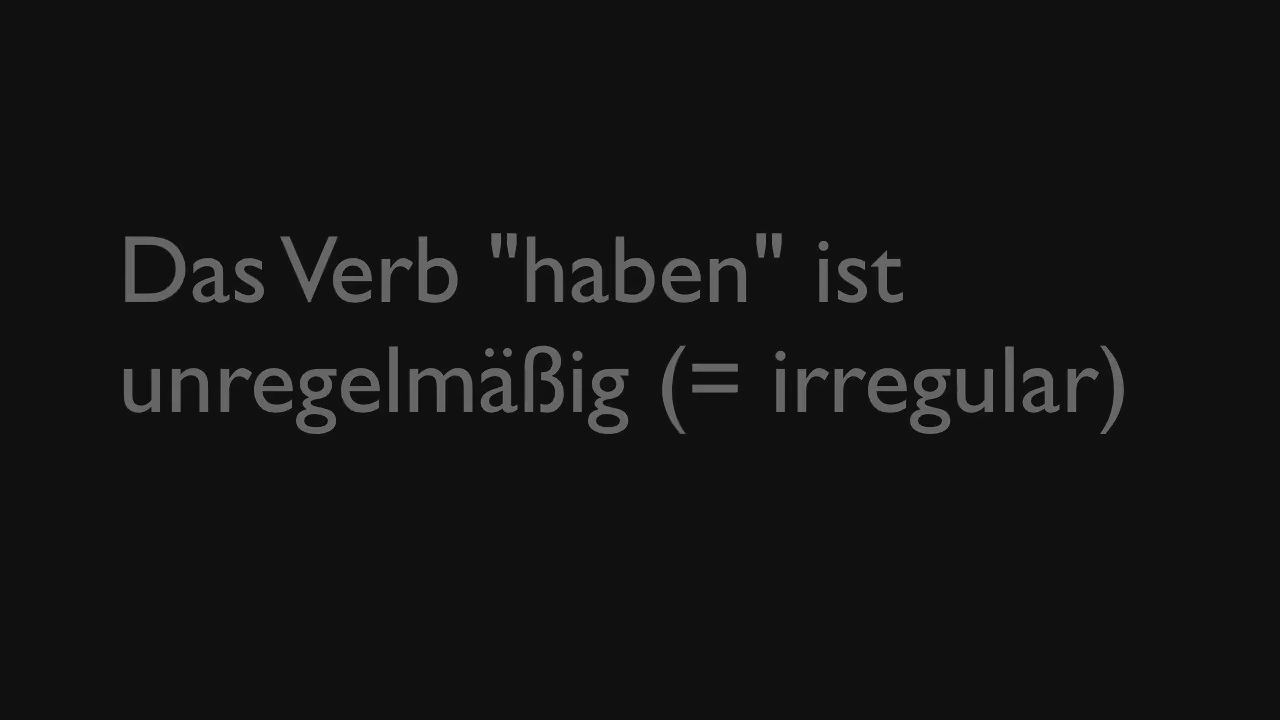 Das Verb "haben" ist
unregelmäßig (= irregular)